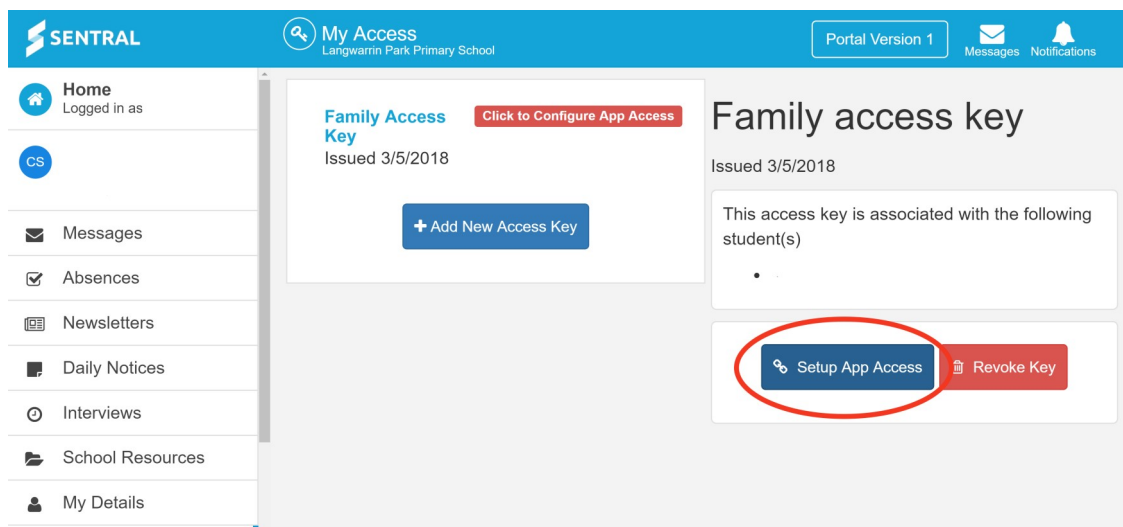 SENTRAL
My Access
Langwarrin Park Primary School
Portal Version 1
Messages
Notifications
Home
Logged in as
CS
Messages
Absences
Newsletters
Daily Notices
Interviews
School Resources
My Details
Family Access
Key
Click to Configure App Access
Issued 3/5/2018
+ Add New Access Key
Family access key
Issued 3/5/2018
This access key is associated with the following
student(s)
Setup App Access
Revoke Key